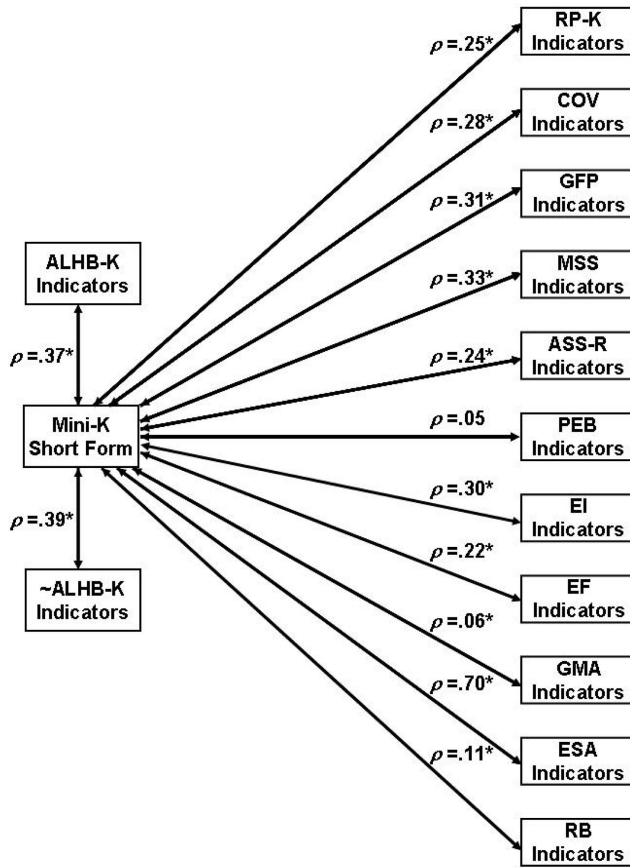 RP-K
Indicators
ρ=.25*
COV
Indicators
ρ=.28*
GFP
Indicators
ρ=.31*
ALHB-K
Indicators
MSS
Indicators
ρ=.33*
ASS-R
Indicators
ρ=.37*
ρ=.24*
Mini-K
Short Form
PEB
Indicators
ρ=.05
EI
Indicators
ρ=.30*
ρ=.39*
EF
Indicators
ρ=.22*
~ALHB-K
Indicators
ρ=.06*
GMA
Indicators
ρ=.70*
ESA
Indicators
ρ=.11*
RB
Indicators